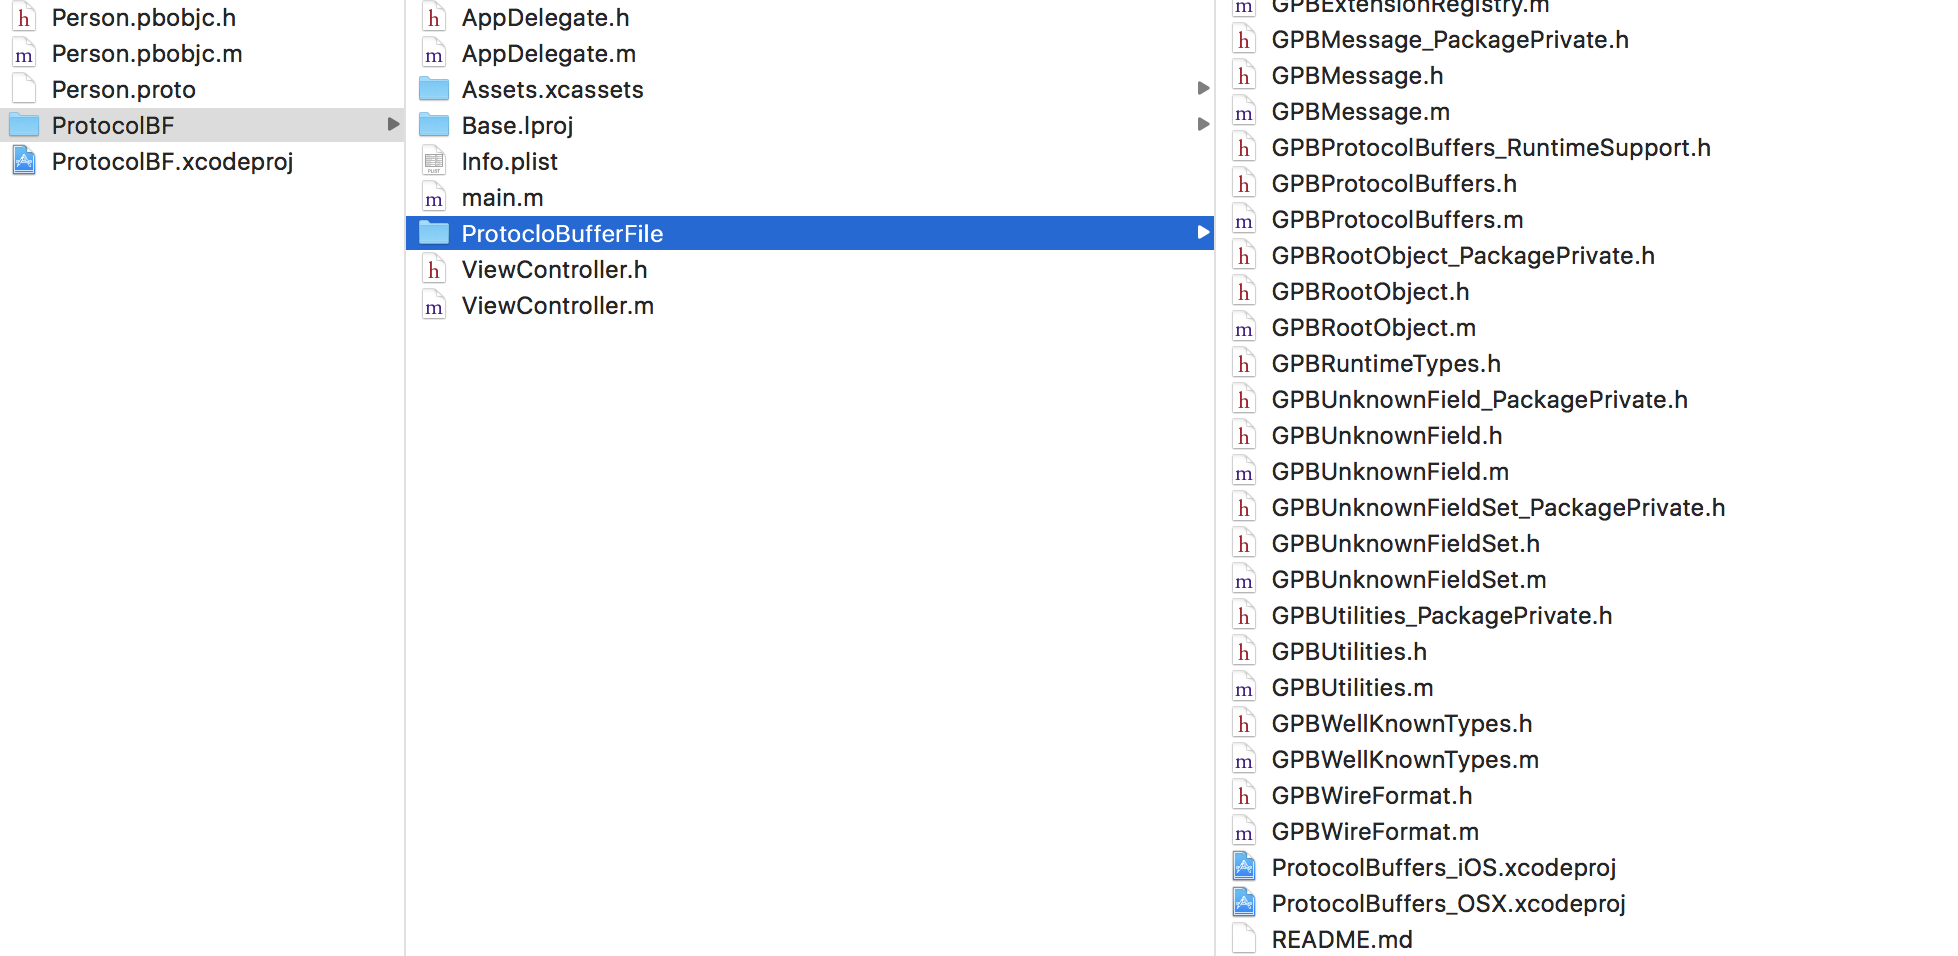 Person.pbobjc.h
Person.pbobjc.m
Person.proto
ProtocolBF
ProtocolBF.xcodeproj
AppDelegate.h
AppDelegate.m
Assets.xcassets
Base.lproj
Info.plist
main.m
ProtocloBufferFile
ViewController.h
ViewController.m
GPBExtensionRegistry.m
GPBMessage_PackagePrivate.h
GPBMessage.h
GPBMessage.m
GPBProtocolBuffers_RuntimeSupport.h
GPBProtocolBuffers.h
GPBProtocolBuffers.m
GPBRootObject_PackagePrivate.h
GPBRootObject.h
GPBRootObject.m
GPBRuntimeTypes.h
GPBUnknownField_PackagePrivate.h
GPBUnknownField.h
GPBUnknownField.m
GPBUnknownFieldSet_PackagePrivate.h
GPBUnknownFieldSet.h
GPBUnknownFieldSet.m
GPBUtilities_PackagePrivate.h
GPBUtilities.h
GPBUtilities.m
GPBWellKnownTypes.h
GPBWellKnownTypes.m
GPBWireFormat.h
GPBWireFormat.m
ProtocolBuffers_iOS.xcodeproj
ProtocolBuffers_OSX.xcodeproj
README.md